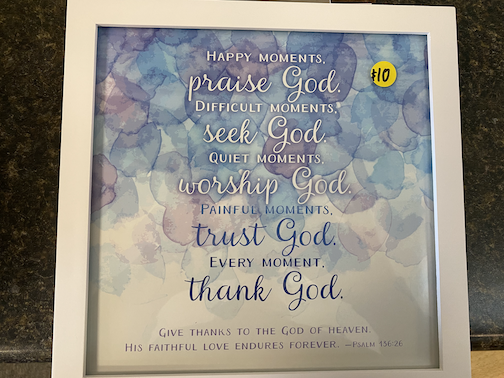 HAPPY MOMENTS,
$10
praise God.
DIFFICULT MOMENTS,
seek God.
QUIET MOMENTS,
worship God.
PAINFUL MOMENTS,
trust God.
EVERY MOMENT,
thank God.
GIVE THANKS TO THE GOD OF HEAVEN.
HIS FAITHFUL LOVE ENDURES FOREVER. —PSALM 136:26